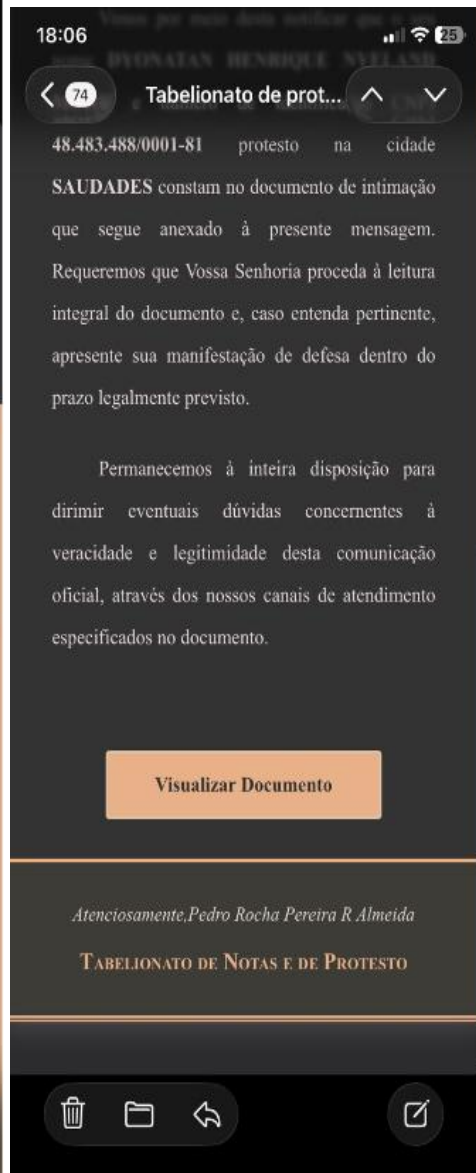 18:06
25
74
Tabelionato de prot...
48.483.488/0001-81 protesto na cidade
SAUDADES constam no documento de intimação
que segue anexado à presente mensagem.
Requeremos que Vossa Senhoria proceda à leitura
integral do documento e, caso entenda pertinente,
apresente sua manifestação de defesa dentro do
prazo legalmente previsto.
Permanecemos à inteira disposição para
dirimir eventuais dúvidas concernentes à
veracidade e legitimidade desta comunicação
oficial, através dos nossos canais de atendimento
especificados no documento.
Visualizar Documento
Atenciosamente,Pedro Rocha Pereira R Almeida
TABELIONATO DE NOTAS E DE PROTESTO